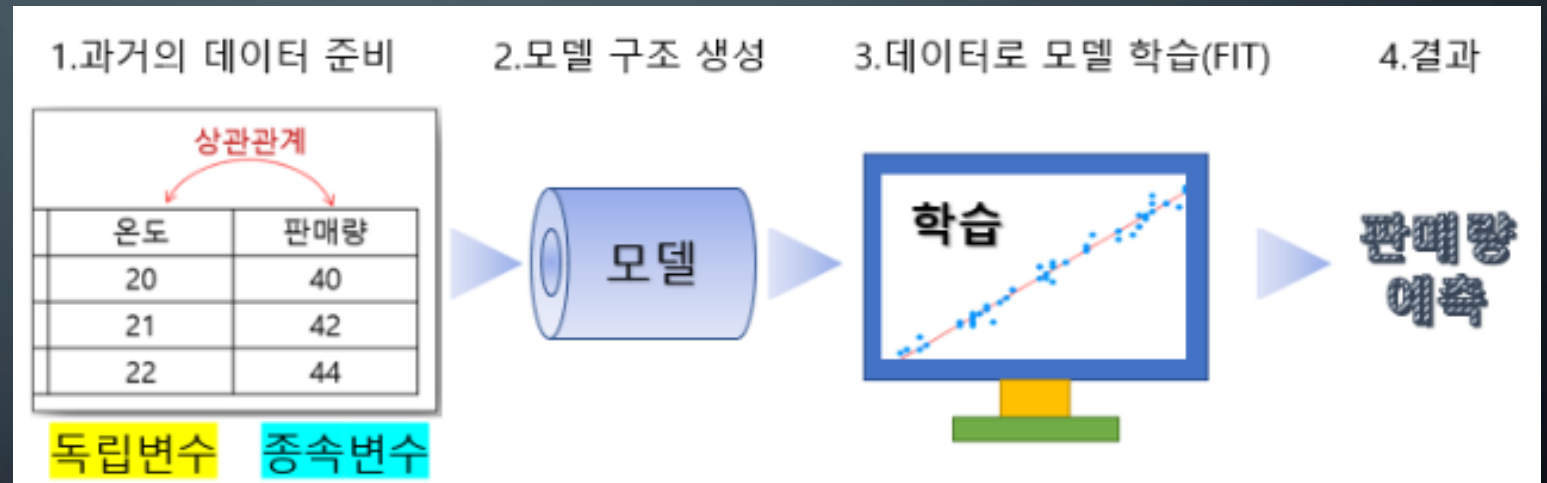 1.과거의 데이터 준비
2.모델 구조 생성
3.데이터로 모델 학습(FIT)
4.결과
상관관계
온도 판매량
20 40
21 42
22 44
독립변수 종속변수
모델
학습
판매량
예측